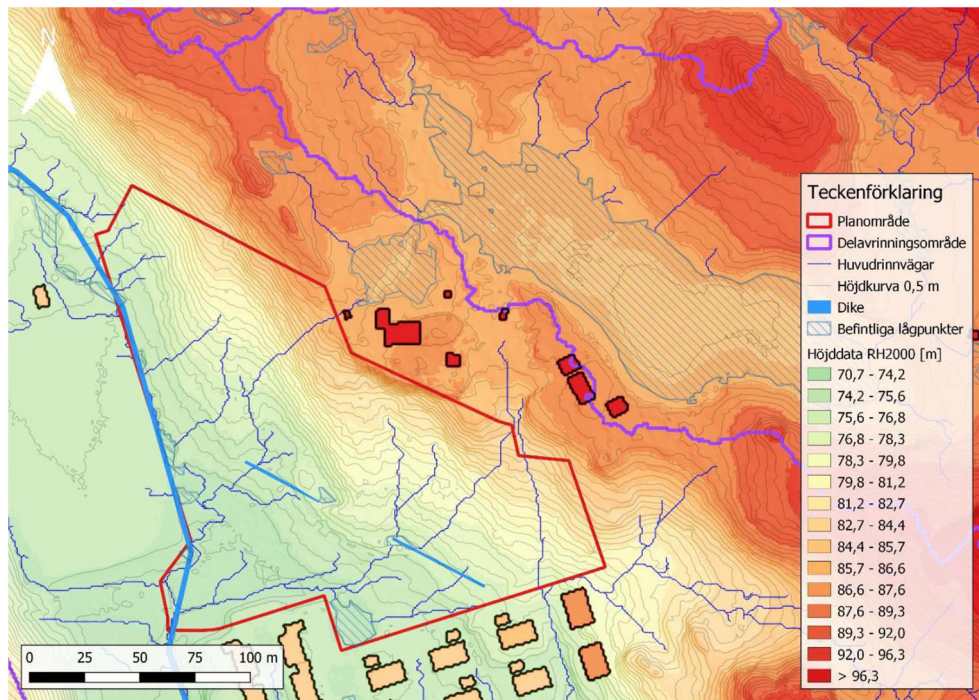 N
Teckenförklaring
Planområde
Delavrinningsområde
Huvudrinnvägar
Höjdkurva 0,5 m
Dike
Befintliga lågpunkter
Höjddata RH2000 [m]
70,7 - 74,2
74,2 - 75,6
75,6 - 76,8
76,8 - 78,3
78,3 - 79,8
79,8 - 81,2
81,2 - 82,7
82,7 - 84,4
84,4 - 85,7
85,7 - 86,6
86,6 - 87,6
87,6 - 89,3
89,3 - 92,0
92,0 - 96,3
> 96,3
0 25 50 75 100 m